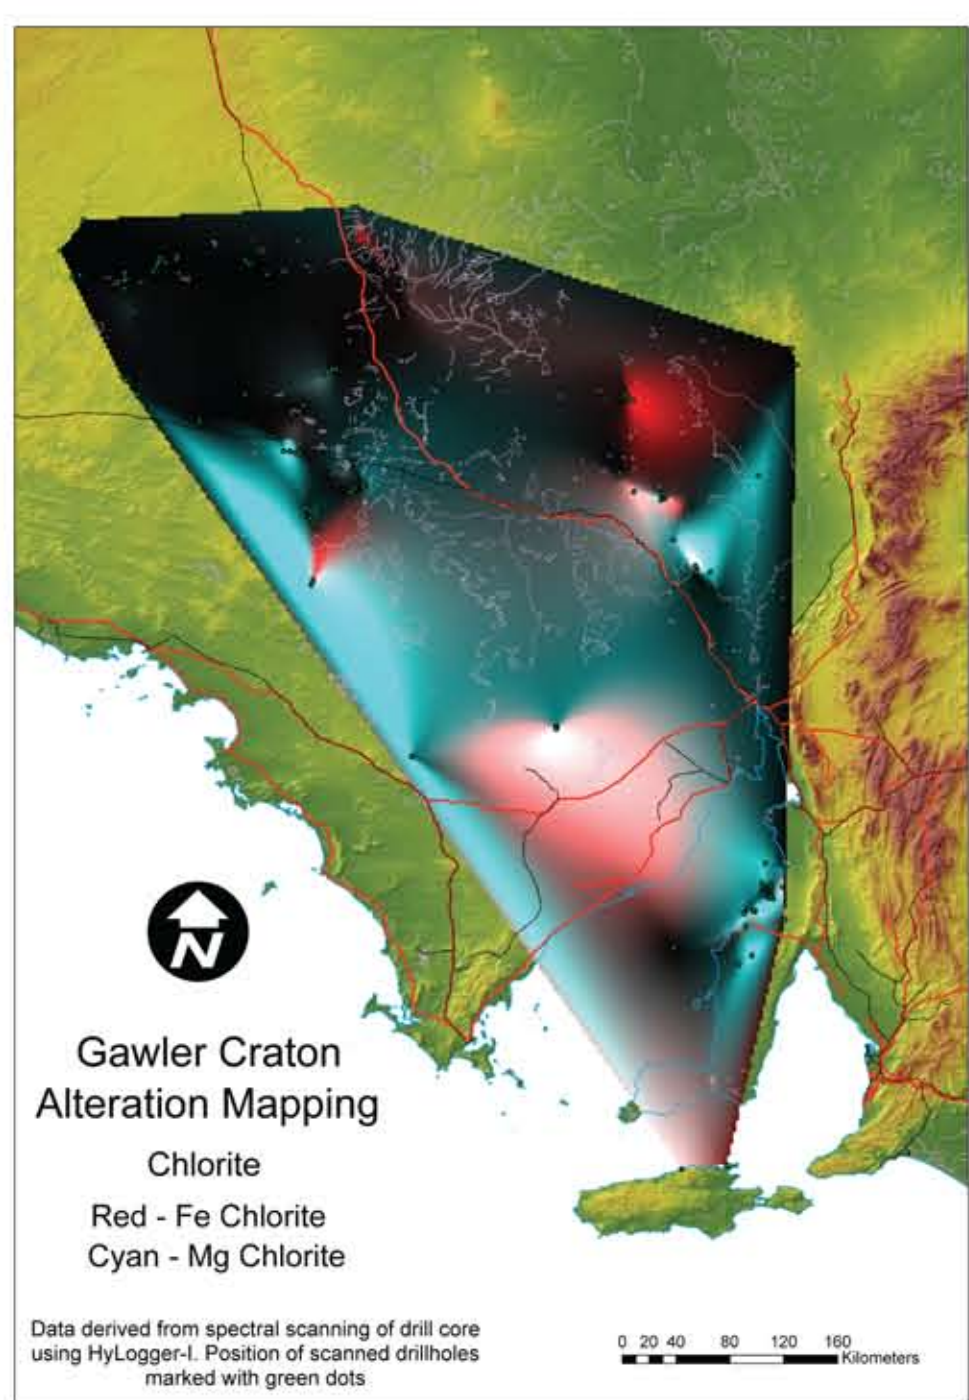 N
Gawler Craton
Alteration Mapping
Chlorite
Red - Fe Chlorite
Cyan - Mg Chlorite
Data derived from spectral scanning of drill core
using HyLogger-I. Position of scanned drillholes
marked with green dots
0 20 40 80 120 160
Kilometers